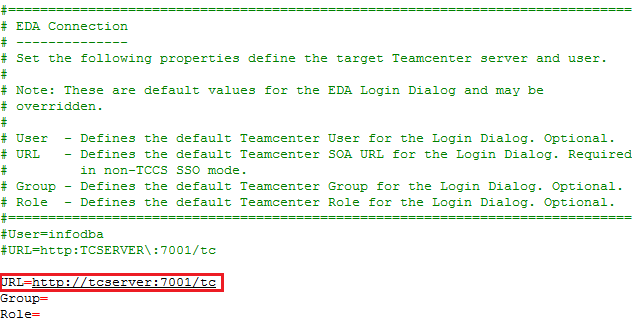 #==============================================================================
# EDA Connection
# --------------
# Set the following properties define the target Teamcenter server and user.
#
# Note: These are default values for the EDA Login Dialog and may be
# overridden.
#
# User  - Defines the default Teamcenter User for the Login Dialog. Optional.
# URL   - Defines the default Teamcenter SOA URL for the Login Dialog. Required
#         in non-TCCS SSO mode.
# Group - Defines the default Teamcenter Group for the Login Dialog. Optional.
# Role  - Defines the default Teamcenter Role for the Login Dialog. Optional.
#==============================================================================
#User=infodba
#URL=http:TCSERVER\:7001/tc
URL=http://tcserver:7001/tc
Group=
Role=